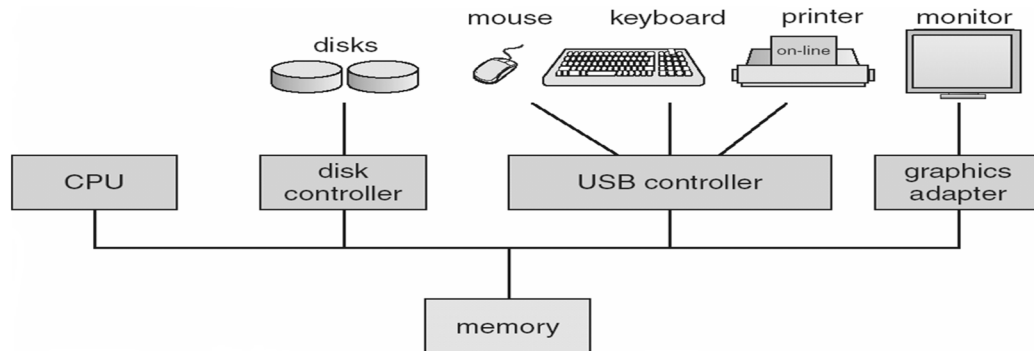 mouse
keyboard
printer
monitor
disks
on-line
CPU
disk
controller
USB controller
graphics
adapter
memory